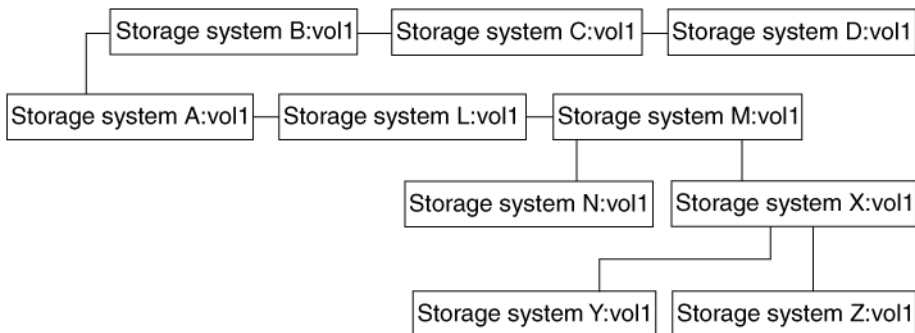 Storage system B:vol1
Storage system C:vol1
Storage system D:vol1
Storage system A:vol1
Storage system L:vol1
Storage system M:vol1
Storage system N:vol1
Storage system X:vol1
Storage system Y:vol1
Storage system Z:vol1